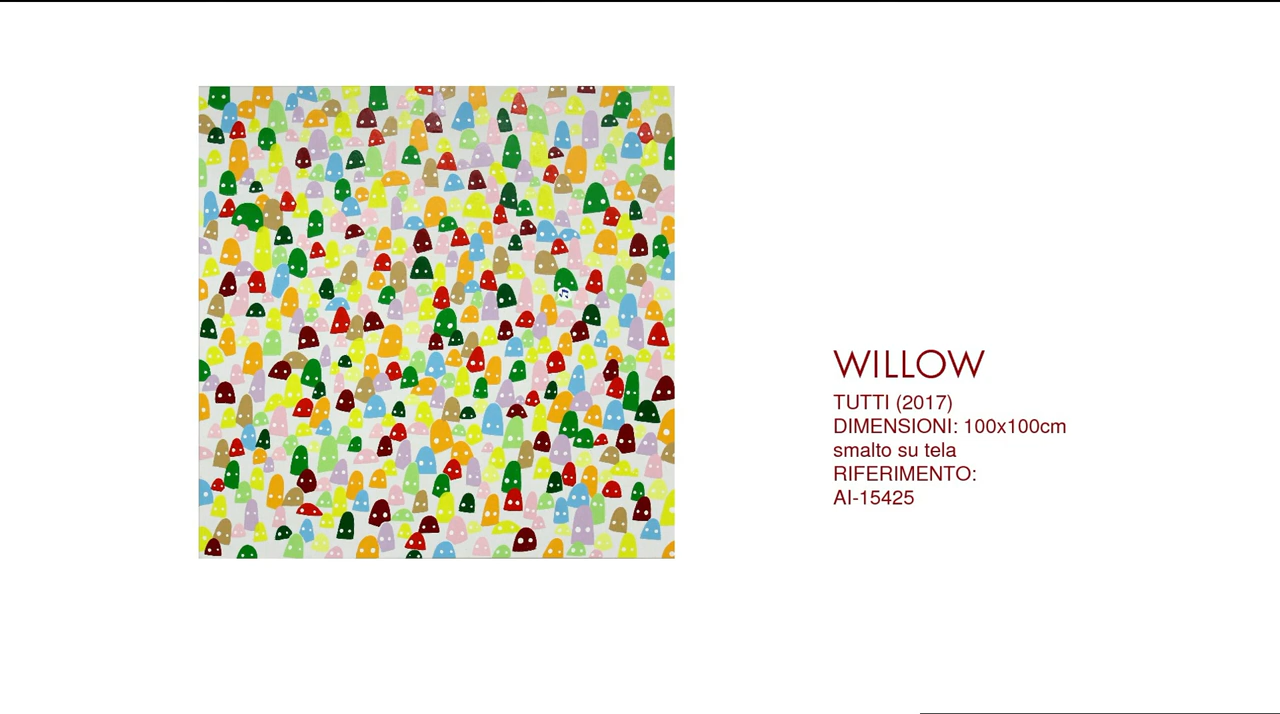 WILLOW
TUTTI (2017)
DIMENSIONI: 100x100cm
smalto su tela
RIFERIMENTO:
AI-15425